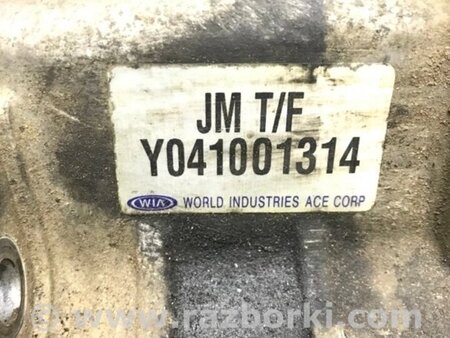 JM T/F
Y041001314
WIA WORLD INDUSTRIES ACE CORP
© www.razborki.com